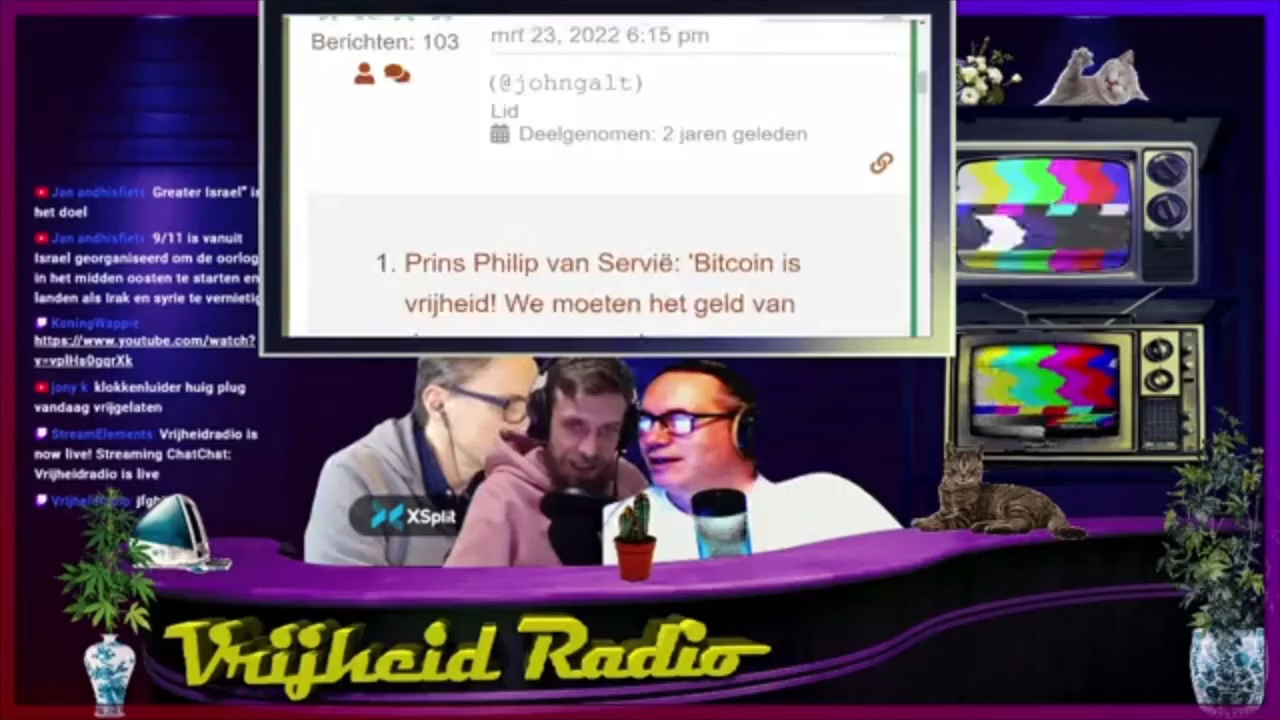 Berichten: 103
mrt 23, 2022 6:15 pm
(@johngalt)
Lid
Deelgenomen: 2 jaren geleden
1. Prins Philip van Servië: 'Bitcoin is
vrijheid! We moeten het geld van
Jan andhisfiets Greater Israel" is
het doel
Jan andhisfiets 9/11 is vanuit
Israel georganiseerd om de oorlog
in het midden oosten te starten en
landen als Irak en syrie te vernietig
KoningWappie
https://www.youtube.com/watch?
jony k klokkenluider huig plug
vandaag vrijgelaten
StreamElements Vrijheidradio is
now live! Streaming ChatChat:
Vrijheidradio is live
XSplit
Vrijheid Radio